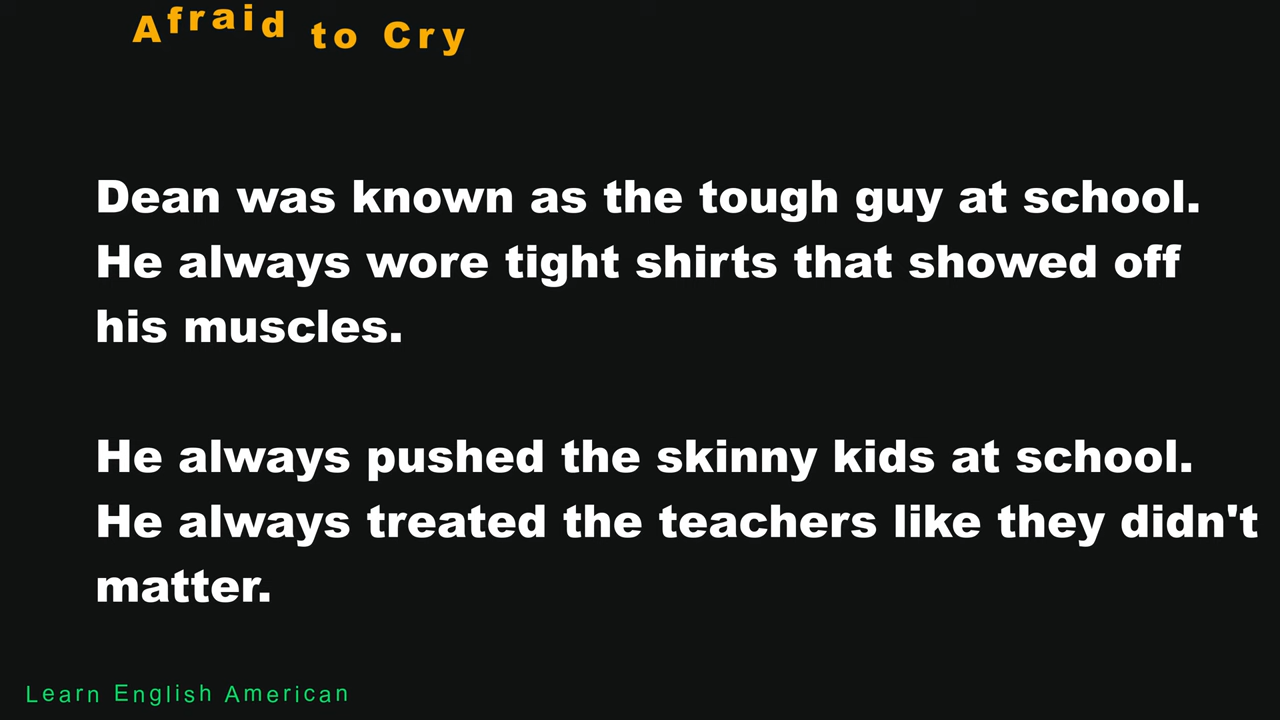 Afraid to Cry
Dean was known as the tough guy at school.
He always wore tight shirts that showed off
his muscles.
He always pushed the skinny kids at school.
He always treated the teachers like they didn't
matter.
Learn English American